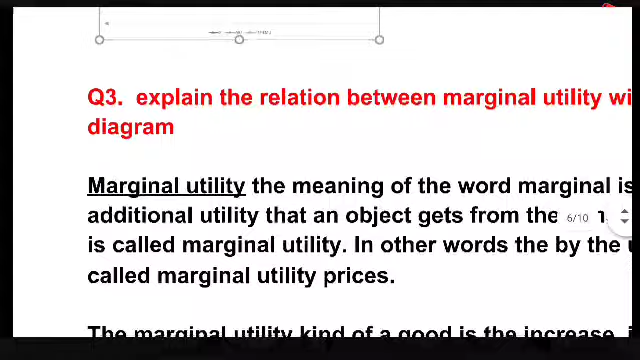 Q3. explain the relation between marginal utility wi
diagram
Marginal utility the meaning of the word marginal is
additional utility that an object gets from the
6/10
is called marginal utility. In other words the by the u
called marginal utility prices.
The marginal utility kind of a good is the increase, i